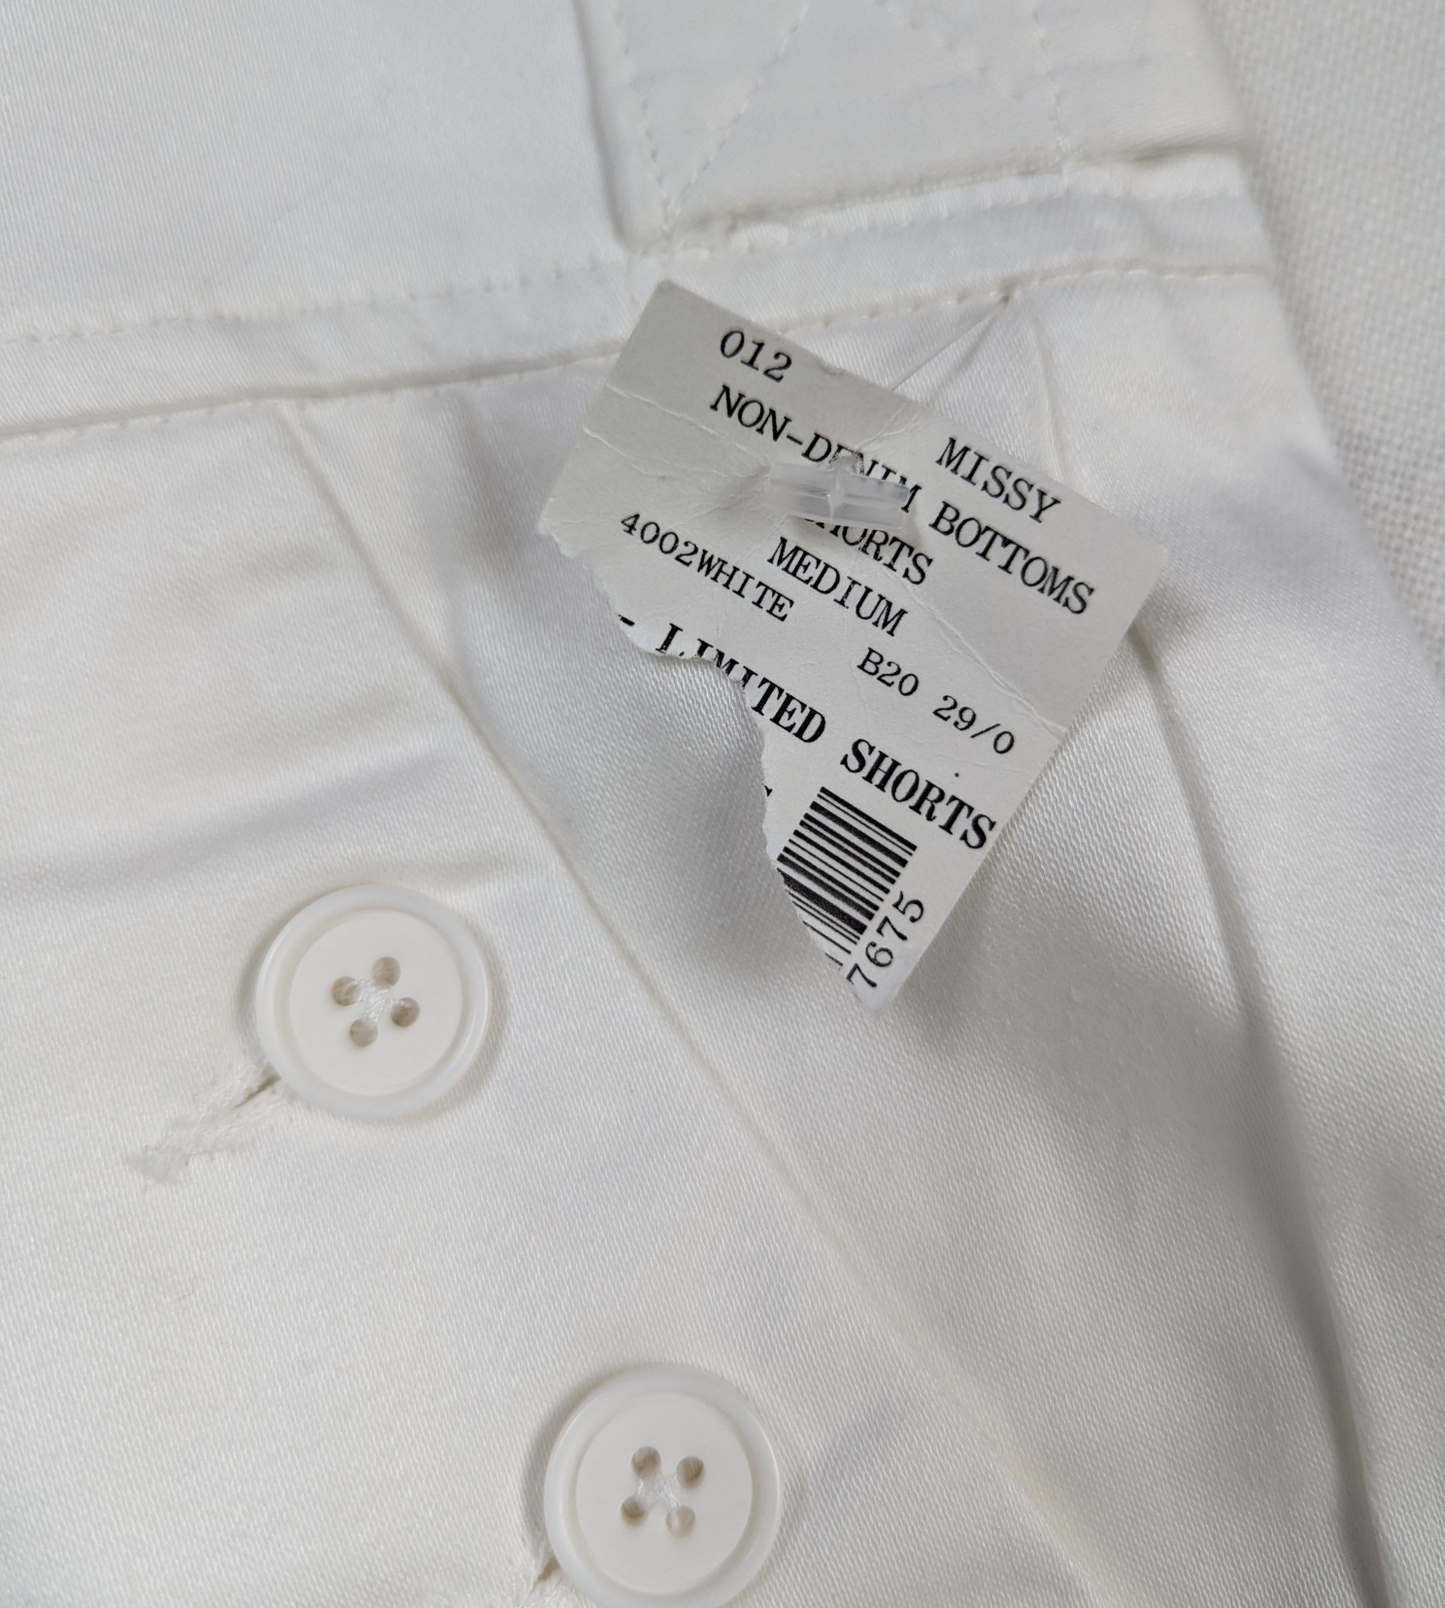 012 MISSY
NON-DENIM BOTTOMS
SHORTS
MEDIUM
4002WHITE B20 29/0
- LIMITED SHORTS
7675